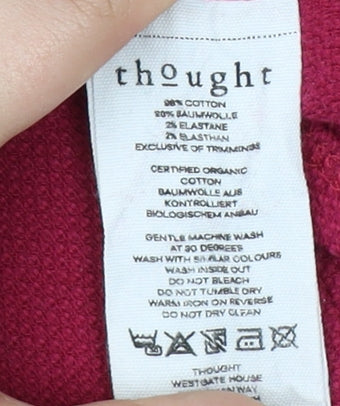 thought
98% COTTON
98% BAUMWOLLE
2% ELASTANE
2% ELASTHAN
EXCLUSIVE OF TRIMMINGS
CERTIFIED ORGANIC
COTTON
BAUMWOLLE AUS
KONTROLLIERT
BIOLOGISCHEM ANBAU
GENTLE MACHINE WASH
AT 30 DEGREES
WASH WITH SIMILAR COLOURS
WASH INSIDE OUT
DO NOT BLEACH
DO NOT TUMBLE DRY
WARM IRON ON REVERSE
DO NOT DRY CLEAN
THOUGHT
WESTGATE HOUSE
WAY